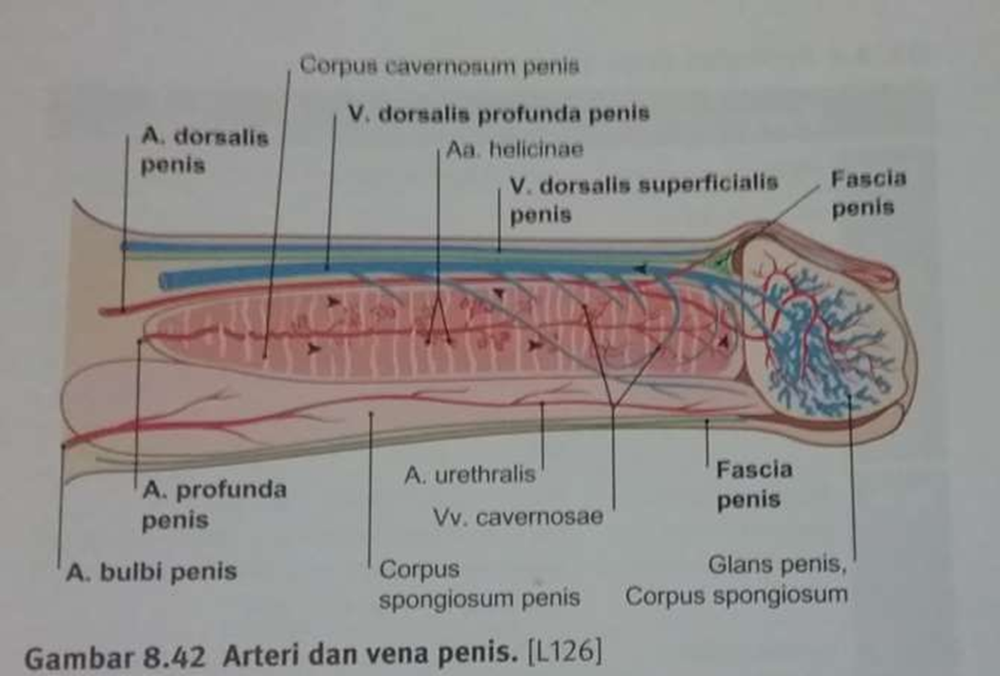 Corpus cavernosum penis
V. dorsalis profunda penis
A. dorsalis
penis
Aa. helicinae
V. dorsalis superficialis
penis
Fascia
penis
A. profunda
penis
A. urethralis
Vv. cavernosae
Fascia
penis
A. bulbi penis
Corpus
spongiosum penis
Glans penis,
Corpus spongiosum
Gambar 8.42 Arteri dan vena penis. [L126]